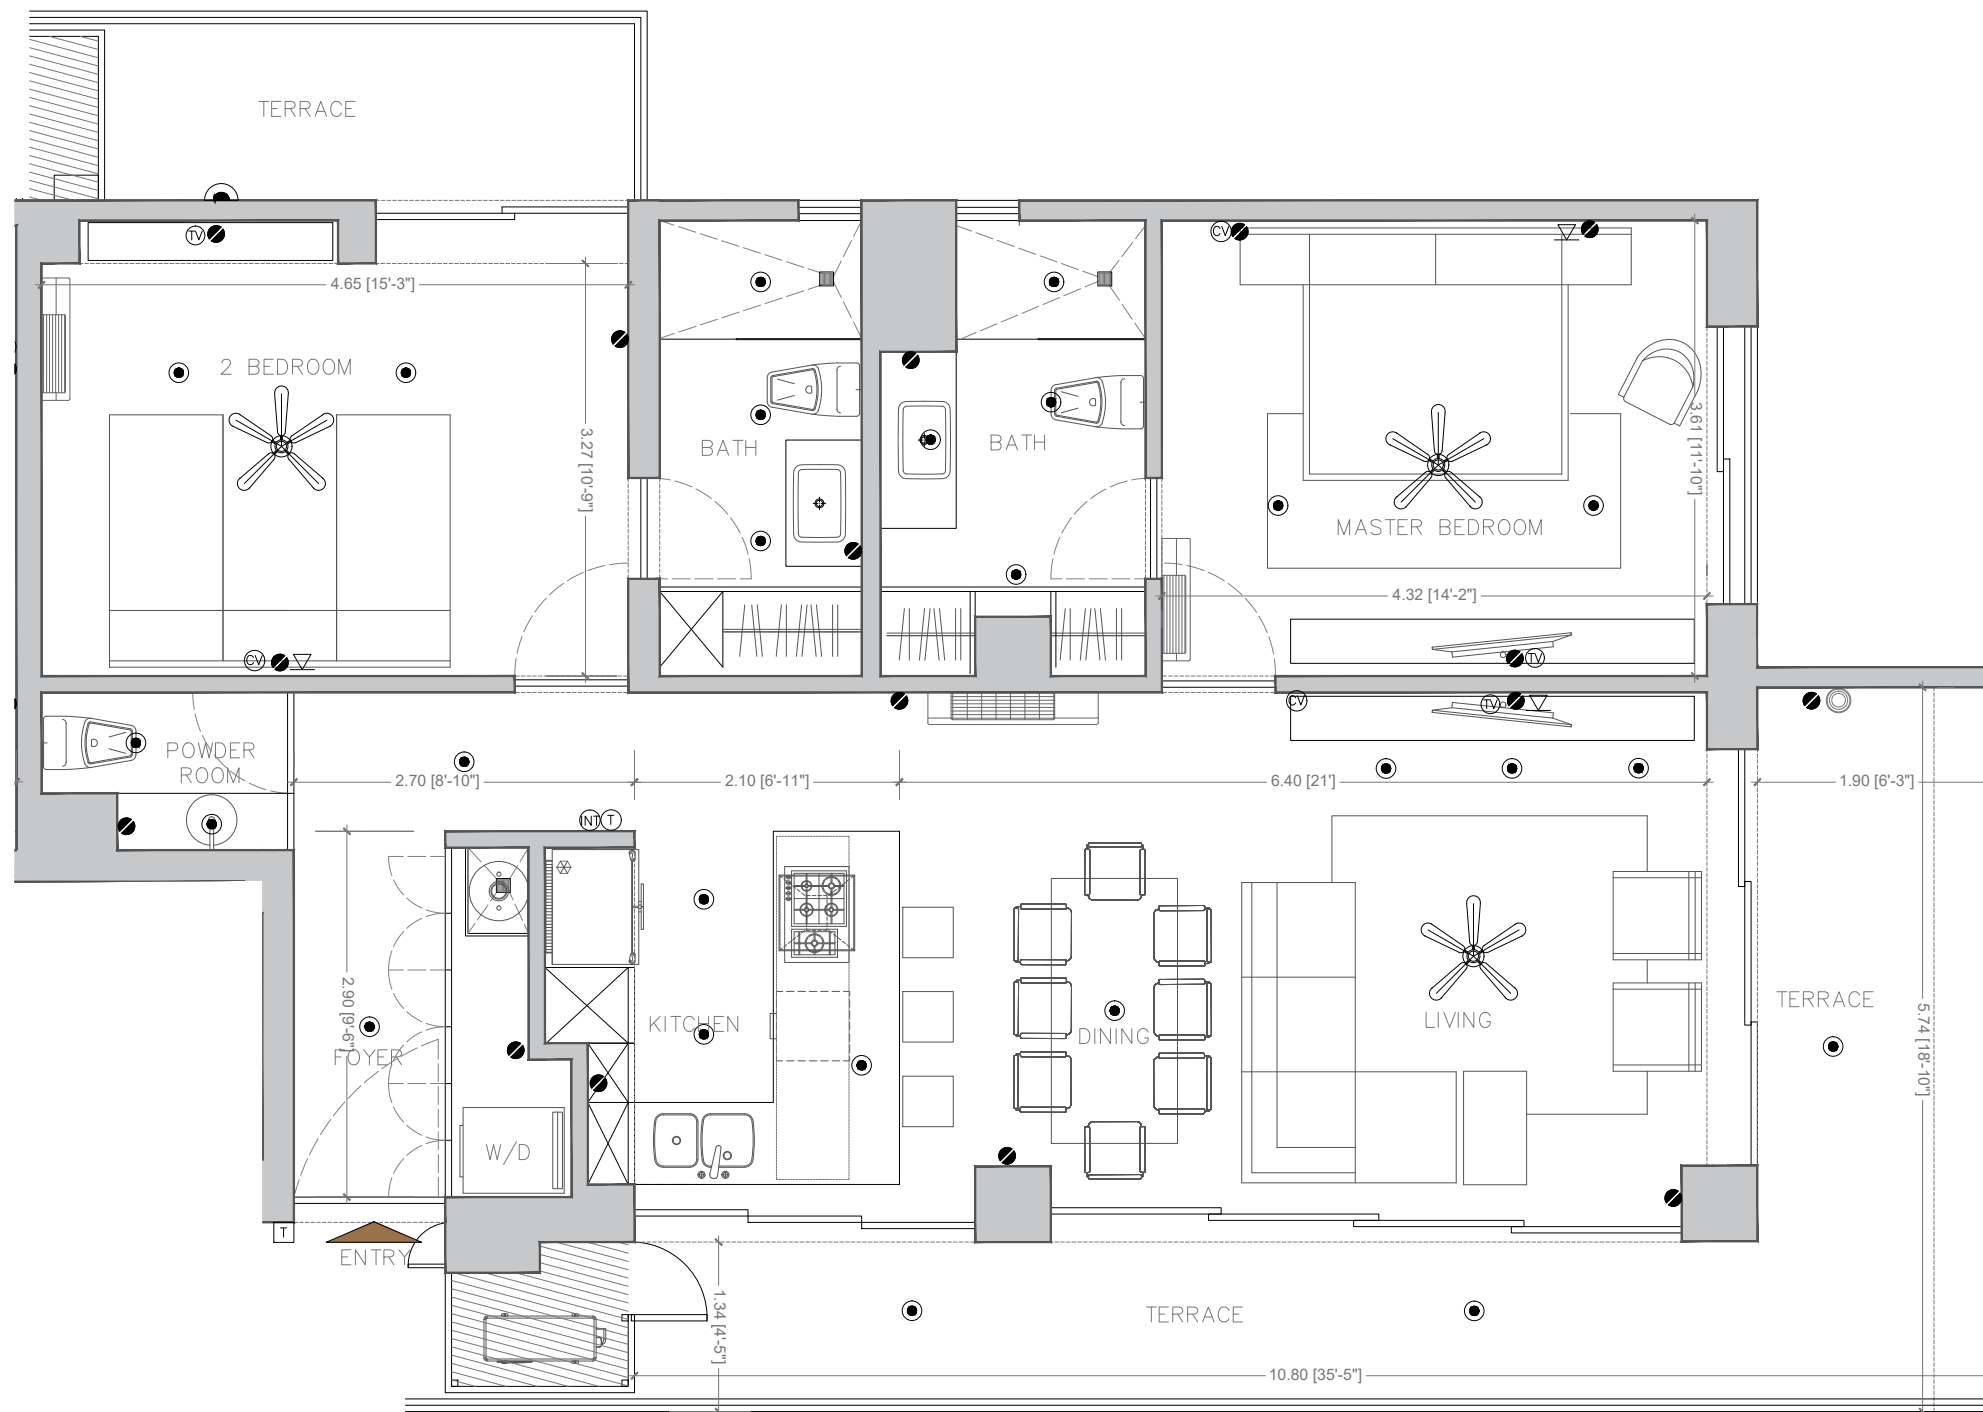 TERRACE
TV
CV
4.65 [15'-3"]
2 BEDROOM
3.27 [10'-9"]
BATH
BATH
3.61 [11'-10"]
MASTER BEDROOM
4.32 [14'-2"]
CV
TV
CV
TV
POWDER
ROOM
2.70 [8'-10"]
2.10 [6'-11"]
6.40 [21']
1.90 [6'-3"]
INT
T
2.90 [9'-6"]
KITCHEN
DINING
LIVING
TERRACE
5.74 [18'-10"]
FOYER
W/D
T
ENTRY
1.34 [4'-5"]
TERRACE
10.80 [35'-5"]